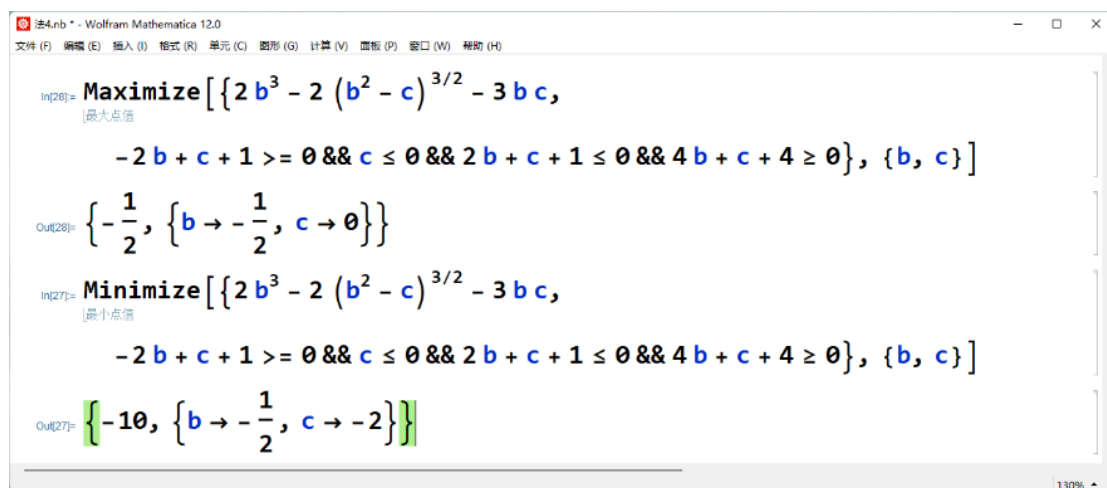 法4.nb * - Wolfram Mathematica 12.0
文件 (F) 编辑 (E) 插入 (I) 格式 (R) 单元 (C) 图形 (G) 计算 (V) 面板 (P) 窗口 (W) 帮助 (H)
In[28]:= Maximize[{2 b^3 - 2 (b^2 - c)^(3/2) - 3 b c,
最大点值
-2 b + c + 1 >= 0 && c ≤ 0 && 2 b + c + 1 ≤ 0 && 4 b + c + 4 ≥ 0}, {b, c}]
Out[28]= {-1/2, {b → -1/2, c → 0}}
In[27]:= Minimize[{2 b^3 - 2 (b^2 - c)^(3/2) - 3 b c,
最小点值
-2 b + c + 1 >= 0 && c ≤ 0 && 2 b + c + 1 ≤ 0 && 4 b + c + 4 ≥ 0}, {b, c}]
Out[27]= {-10, {b → -1/2, c → -2}}
130%